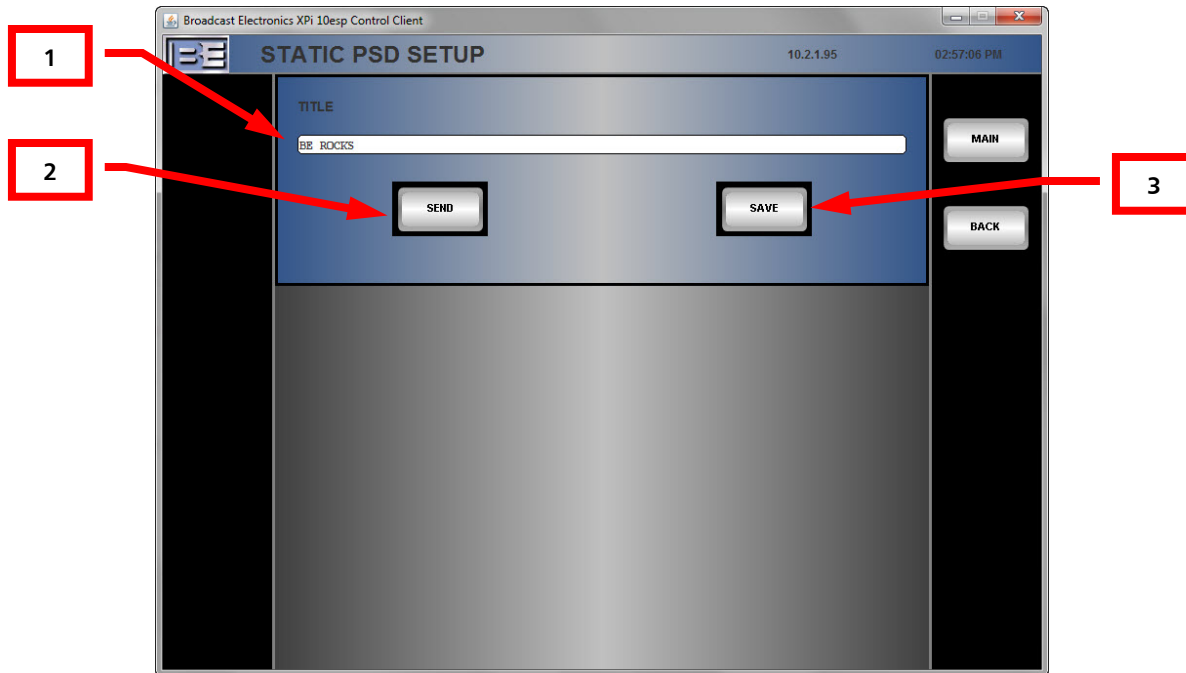 Broadcast Electronics XPi 10esp Control Client
1
BE
STATIC PSD SETUP
10.2.1.95
02:57:06 PM
TITLE
MAIN
BE ROCKS
2
SEND
SAVE
3
BACK